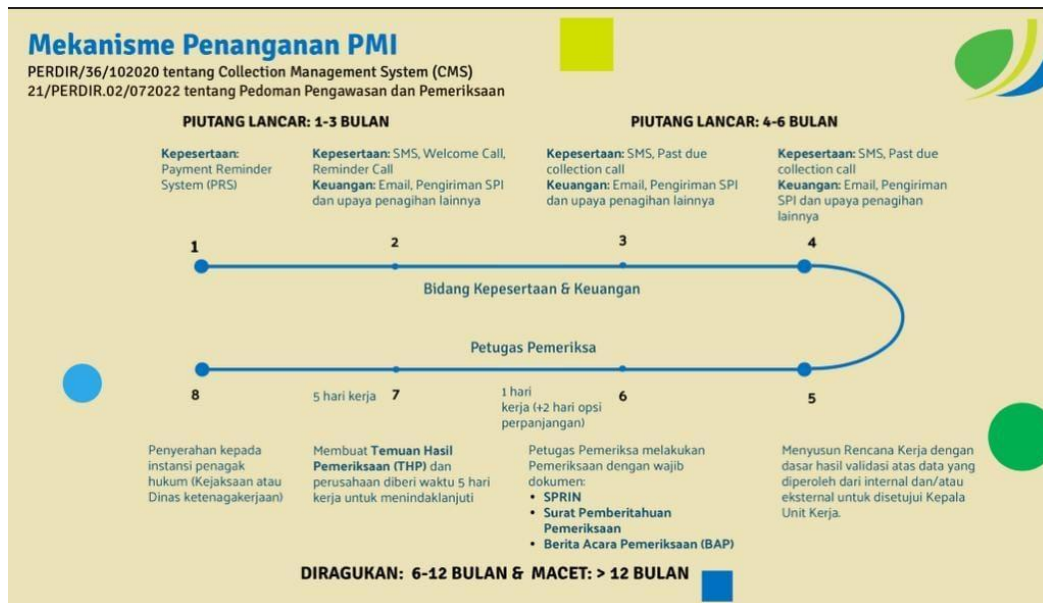 Mekanisme Penanganan PMI
PERDIR/36/102020 tentang Collection Management System (CMS)
21/PERDIR.02/072022 tentang Pedoman Pengawasan dan Pemeriksaan
PIUTANG LANCAR: 1-3 BULAN
PIUTANG LANCAR: 4-6 BULAN
Kepesertaan:
Payment Reminder
System (PRS)
Kepesertaan: SMS, Welcome Call,
Reminder Call
Keuangan: Email, Pengiriman SPI
dan upaya penagihan lainnya
Kepesertaan: SMS, Past due
collection call
Keuangan: Email, Pengiriman SPI
dan upaya penagihan lainnya
Kepesertaan: SMS, Past due
collection call
Keuangan: Email, Pengiriman
SPI dan upaya penagihan
lainnya
1
2
3
4
Bidang Kepesertaan & Keuangan
Petugas Pemeriksa
8
5 hari kerja
7
1 hari
kerja (+2 hari opsi
perpanjangan)
6
5
Penyerahan kepada
instansi penagak
hukum (Kejaksaan atau
Dinas ketenagakerjaan)
Membuat Temuan Hasil
Pemeriksaan (THP) dan
perusahaan diberi waktu 5 hari
kerja untuk menindaklanjuti
Petugas Pemeriksa melakukan
Pemeriksaan dengan wajib
dokumen:
• SPRIN
• Surat Pemberitahuan
Pemeriksaan
• Berita Acara Pemeriksaan (BAP)
Menyusun Rencana Kerja dengan
dasar hasil validasi atas data yang
diperoleh dari internal dan/atau
eksternal untuk disetujui Kepala
Unit Kerja.
DIRAGUKAN: 6-12 BULAN & MACET: > 12 BULAN